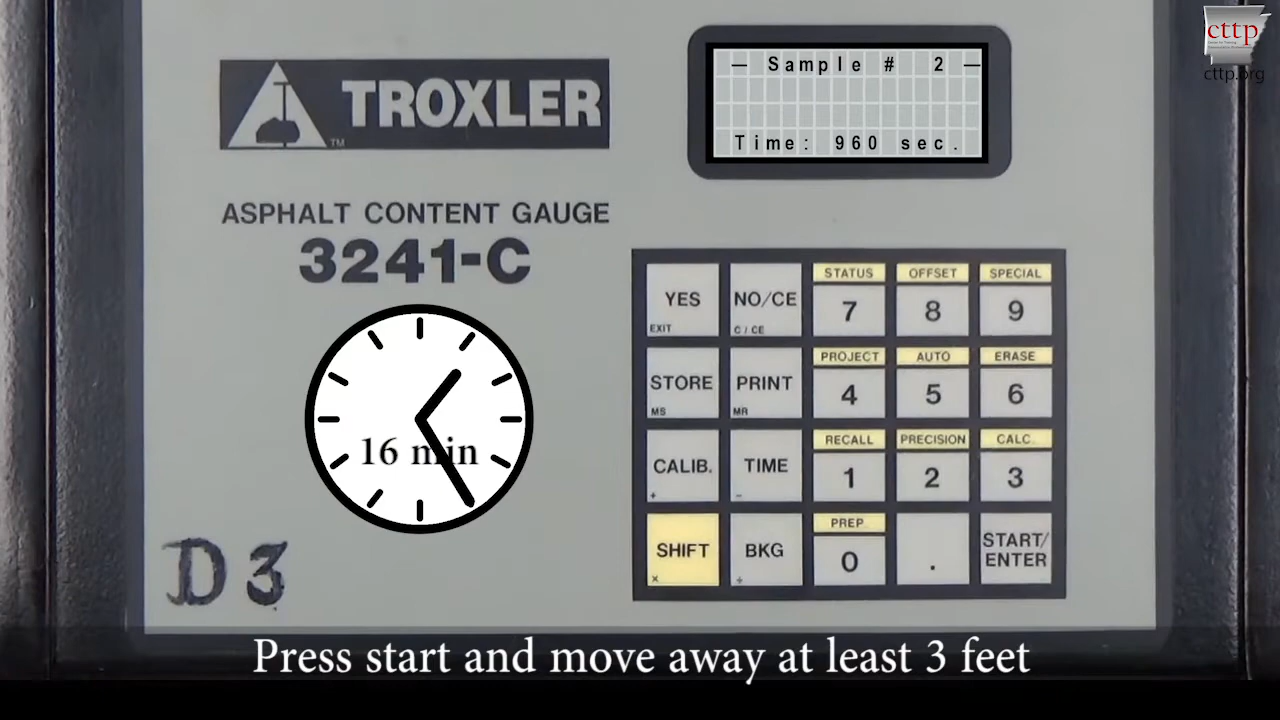 cttp
cttp.org
— Sample # 2 —
Time: 960 sec.
TROXLER
TM
ASPHALT CONTENT GAUGE
3241-C
16 min
D3
YES
EXIT
NO/CE
C / CE
STATUS
7
OFFSET
8
SPECIAL
9
STORE
MS
PRINT
MR
PROJECT
4
AUTO
5
ERASE
6
CALIB.
+
TIME
−
RECALL
1
PRECISION
2
CALC.
3
SHIFT
×
BKG
÷
PREP.
0
.
START/
ENTER
Press start and move away at least 3 feet